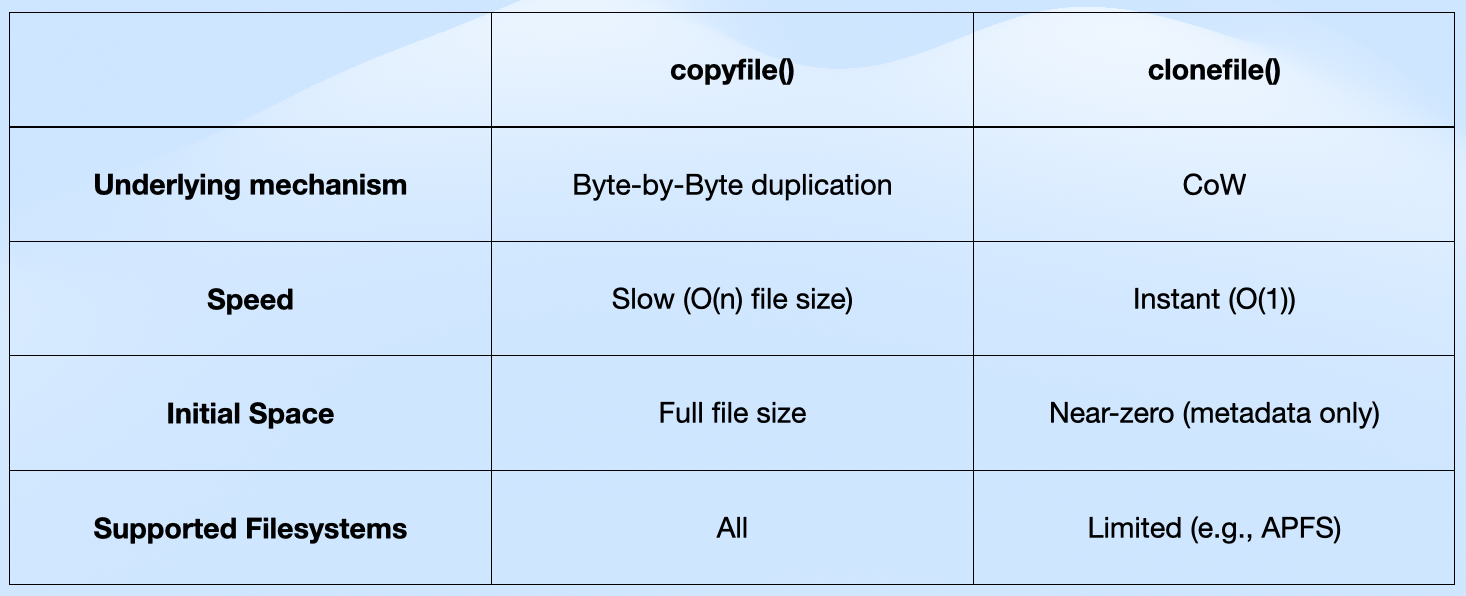 copyfile() clonefile()
Underlying mechanism Byte-by-Byte duplication CoW
Speed Slow (O(n) file size) Instant (O(1))
Initial Space Full file size Near-zero (metadata only)
Supported Filesystems All Limited (e.g., APFS)